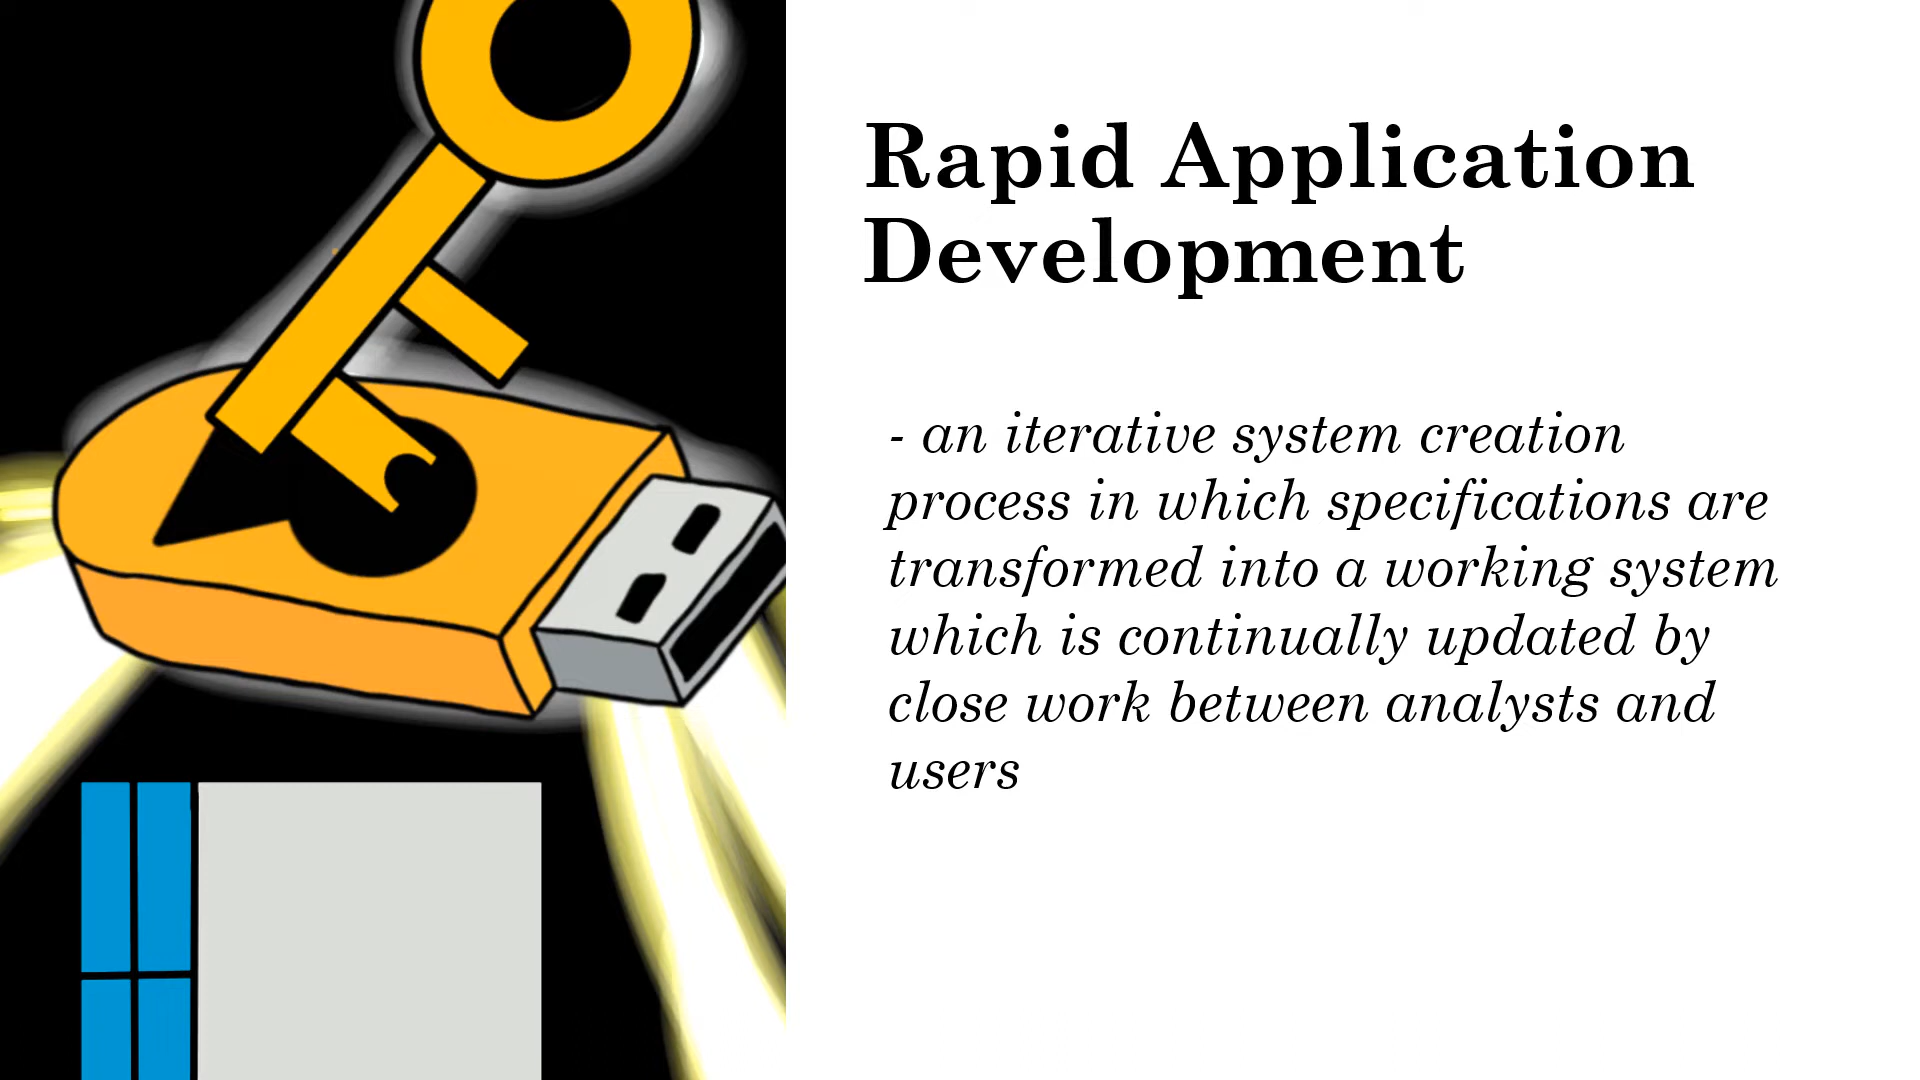 Rapid Application
Development
- an iterative system creation
process in which specifications are
transformed into a working system
which is continually updated by
close work between analysts and
users